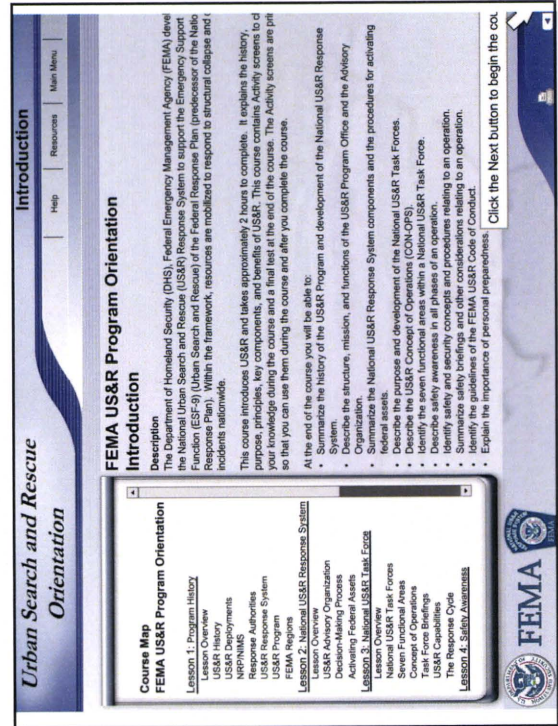 Urban Search and Rescue
Orientation
Introduction
Help
Resources
Main Menu
Course Map
FEMA US&R Program Orientation
Lesson 1: Program History
Lesson Overview
US&R History
US&R Deployments
NRP/NIMS
Response Authorities
US&R Response System
US&R Program
FEMA Regions
Lesson 2: National US&R Response System
Lesson Overview
US&R Advisory Organization
Decision-Making Process
Activating Federal Assets
Lesson 3: National US&R Task Force
Lesson Overview
National US&R Task Forces
Seven Functional Areas
Concept of Operations
Task Force Briefings
US&R Capabilities
The Response Cycle
Lesson 4: Safety Awareness
FEMA US&R Program Orientation
Introduction
Description
The Department of Homeland Security (DHS), Federal Emergency Management Agency (FEMA) devel
the National Urban Search and Rescue (US&R) Response System to support the Emergency Support
Function (ESF-9) (Urban Search and Rescue) of the Federal Response Plan (predecessor of the Natio
Response Plan). Within the framework, resources are mobilized to respond to structural collapse and
incidents nationwide.
This course introduces US&R and takes approximately 2 hours to complete. It explains the history,
purpose, principles, key components, and benefits of US&R. This course contains Activity screens to
your knowledge during the course and a final test at the end of the course. The Activity screens are pri
so that you can use them during the course and after you complete the course.
At the end of the course you will be able to:
• Summarize the history of the US&R Program and development of the National US&R Response
System.
• Describe the structure, mission, and functions of the US&R Program Office and the Advisory
Organization.
• Summarize the National US&R Response System components and the procedures for activating
federal assets.
• Describe the purpose and development of the National US&R Task Forces.
• Describe the US&R Concept of Operations (CON-OPS).
• Identify the seven functional areas within a National US&R Task Force.
• Describe safety awareness in all phases of an operation.
• Identify safety and security concepts and procedures relating to an operation.
• Summarize safety briefings and other considerations relating to an operation.
• Identify the guidelines of the FEMA US&R Code of Conduct.
• Explain the importance of personal preparedness.
Click the Next button to begin the cou
FEMA
FEMA